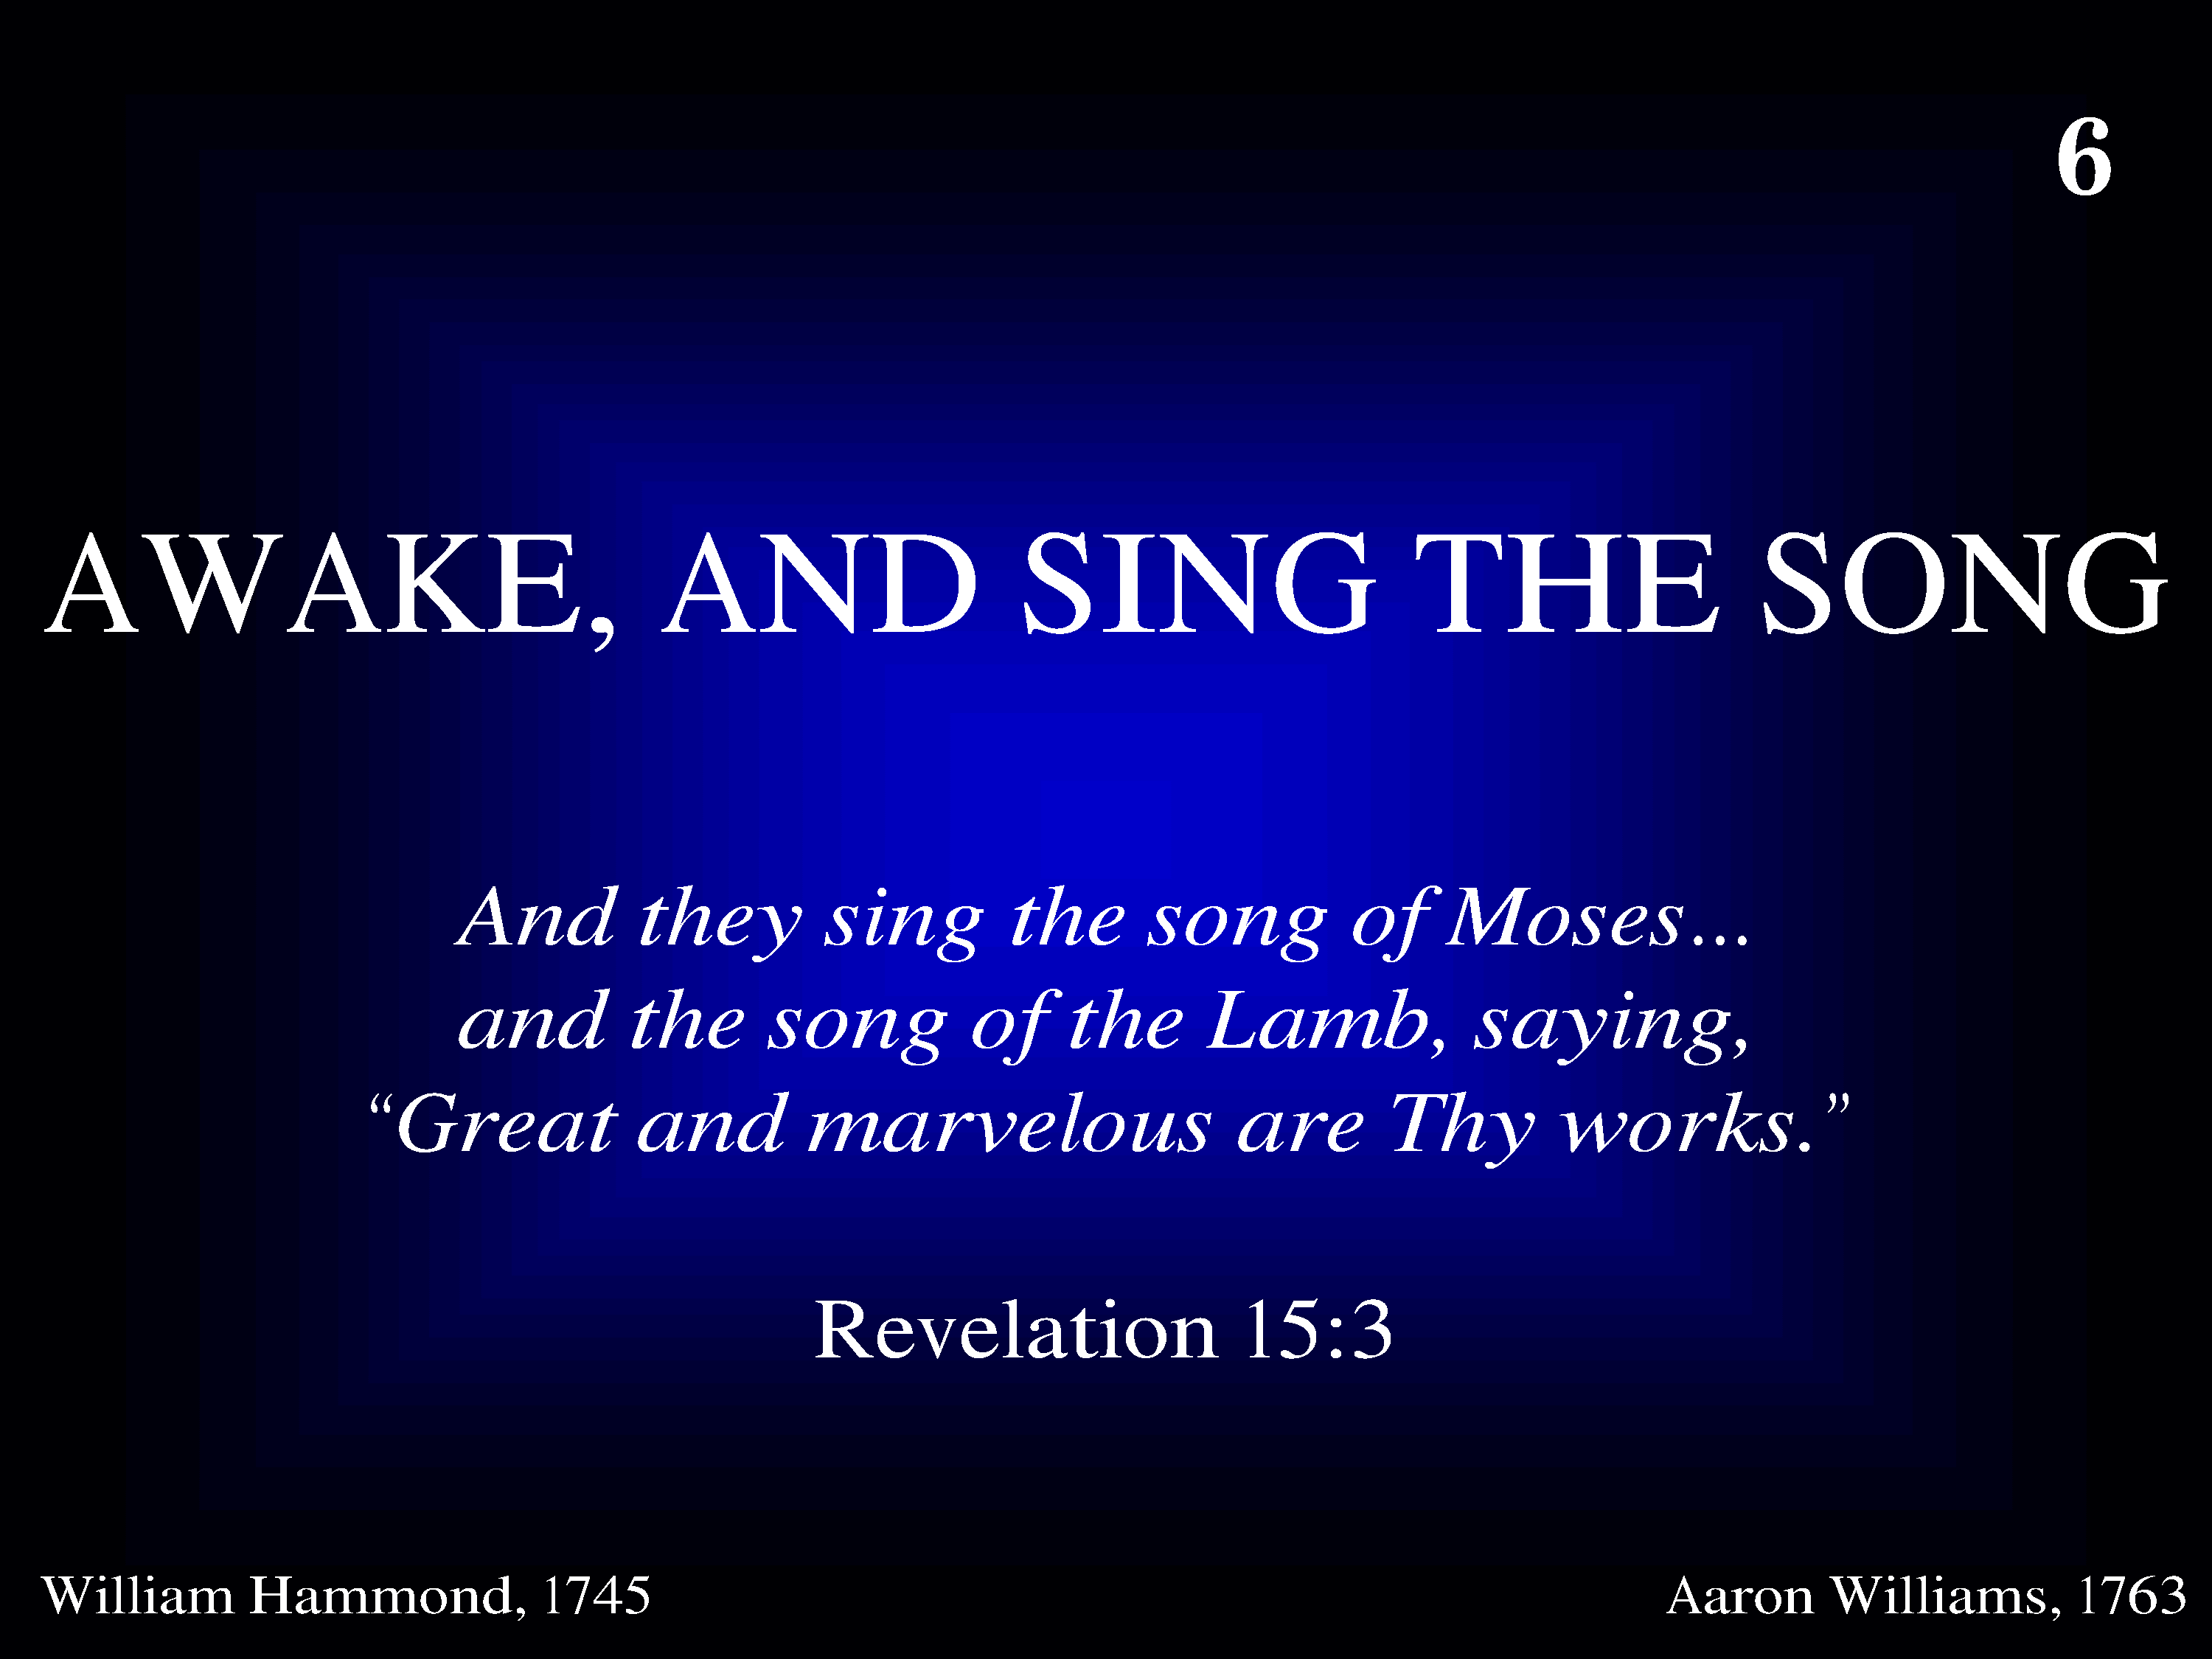 6
AWAKE, AND SING THE SONG
And they sing the song of Moses...
and the song of the Lamb, saying,
“Great and marvelous are Thy works.”
Revelation 15:3
William Hammond, 1745
Aaron Williams, 1763